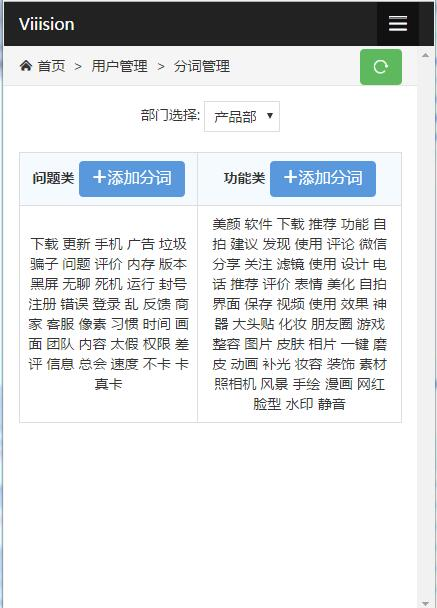 Viiision
首页 > 用户管理 > 分词管理
部门选择: 产品部
问题类 +添加分词
功能类 +添加分词
下载 更新 手机 广告 垃圾
骗子 问题 评价 内存 版本
黑屏 无聊 死机 运行 封号
注册 错误 登录 乱 反馈 商
家 客服 像素 习惯 时间 画
面 团队 内容 太假 权限 差
评 信息 总会 速度 不卡 卡
真卡
美颜 软件 下载 推荐 功能 自
拍 建议 发现 使用 评论 微信
分享 关注 滤镜 使用 设计 电
话 推荐 评价 表情 美化 自拍
界面 保存 视频 使用 效果 神
器 大头贴 化妆 朋友圈 游戏
整容 图片 皮肤 相片 一键 磨
皮 动画 补光 妆容 装饰 素材
照相机 风景 手绘 漫画 网红
脸型 水印 静音